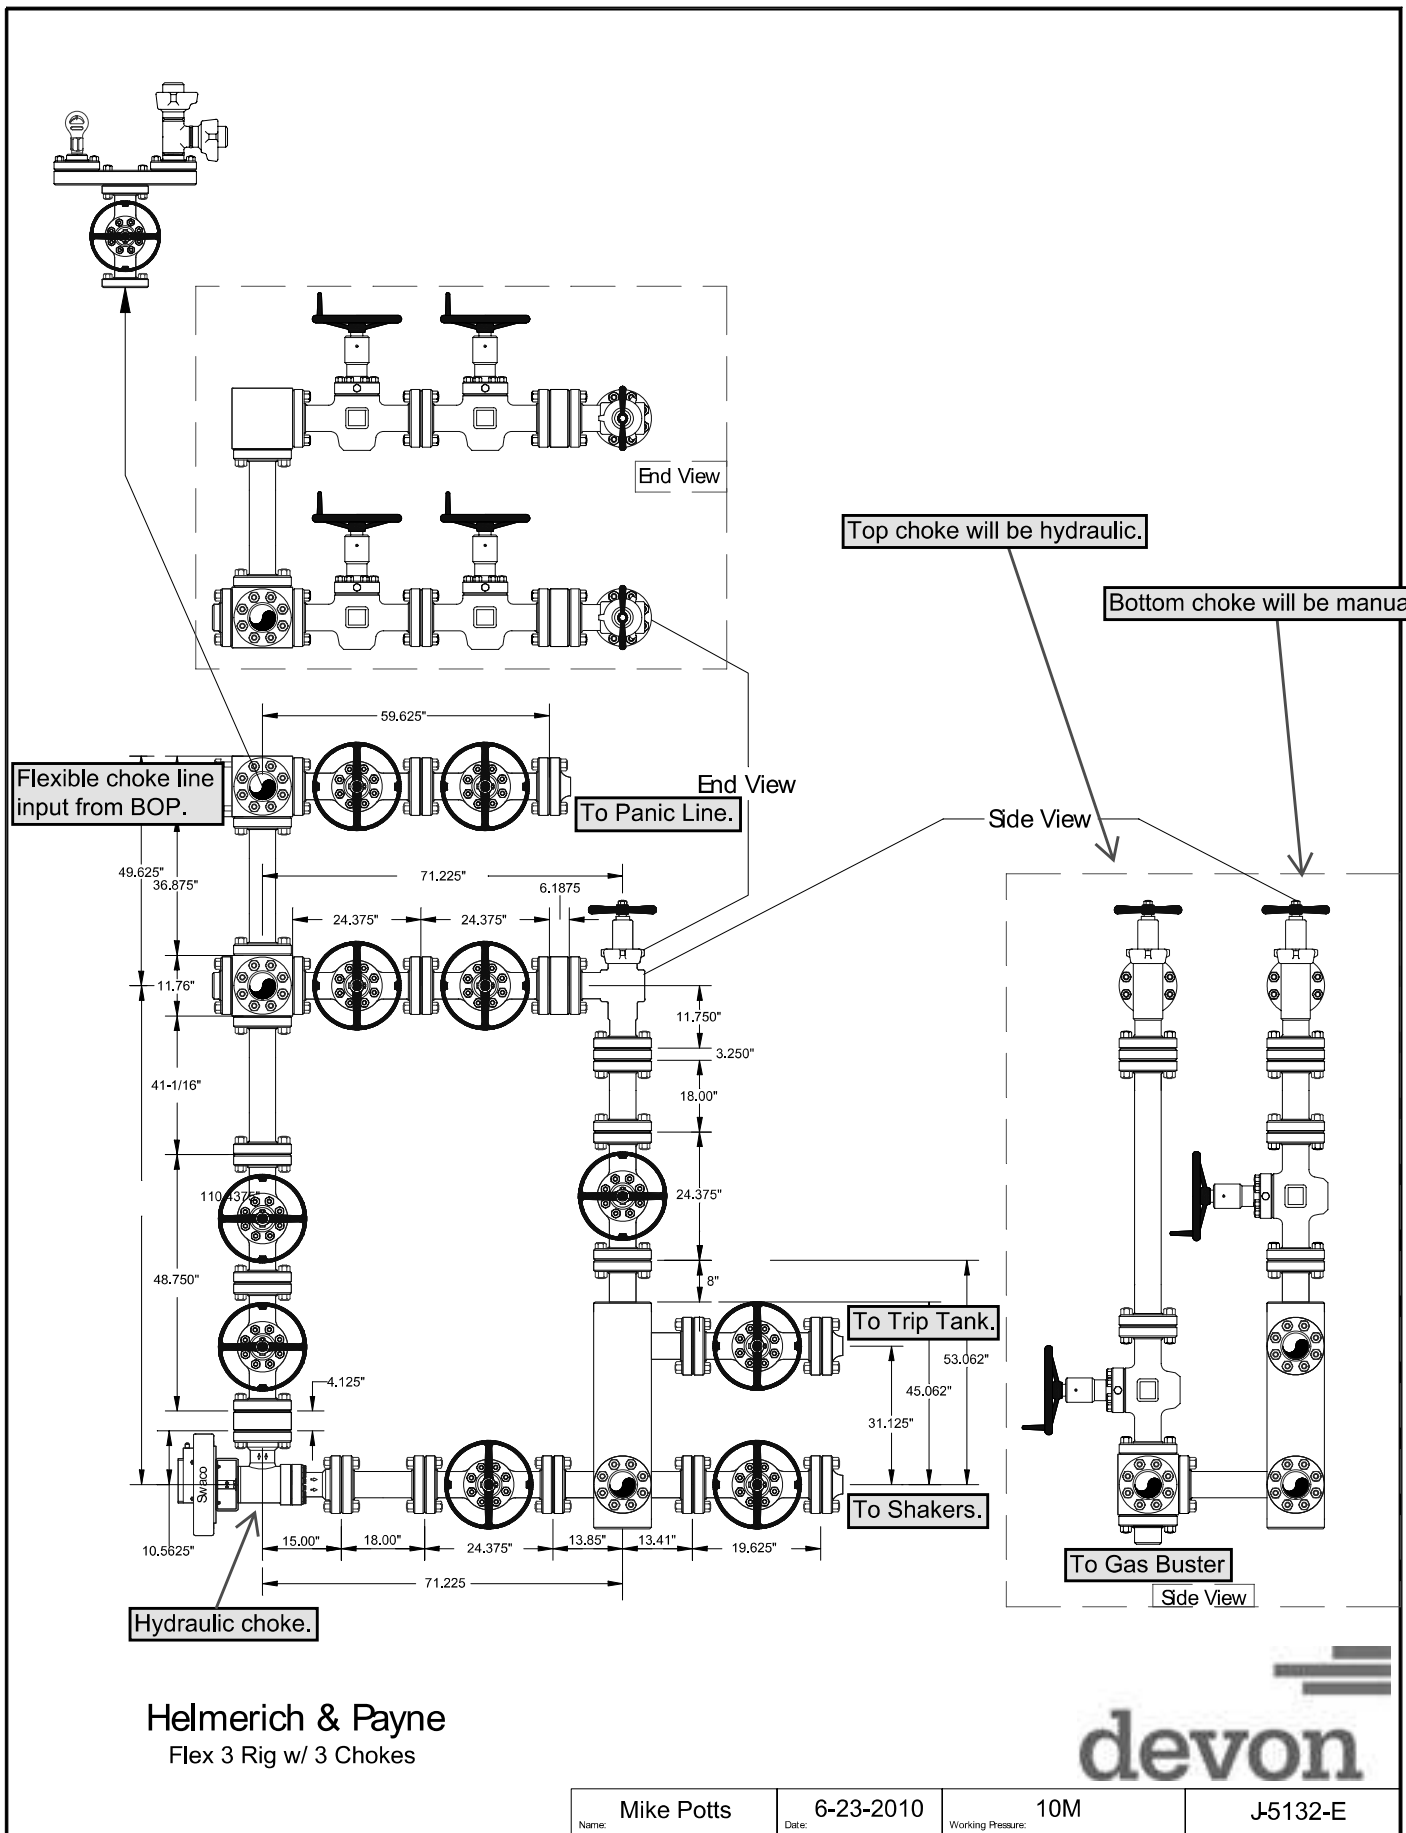 End View
Top choke will be hydraulic.
Bottom choke will be manua
59.625"
Flexible choke line
input from BOP.
To Panic Line.
End View
Side View
49.625"
36.875"
71.225"
6.1875
24.375"
24.375"
11.76"
11.750"
3.250"
41-1/16"
18.00"
110.4375"
24.375"
48.750"
8"
To Trip Tank.
53.062"
4.125"
45.062"
31.125"
Swaco
To Shakers.
10.5625"
15.00"
18.00"
24.375"
13.85"
13.41"
19.625"
71.225
To Gas Buster
Side View
Hydraulic choke.
Helmerich & Payne
Flex 3 Rig w/ 3 Chokes
devon
Name:
Mike Potts
Date:
6-23-2010
Working Pressure:
10M
J-5132-E